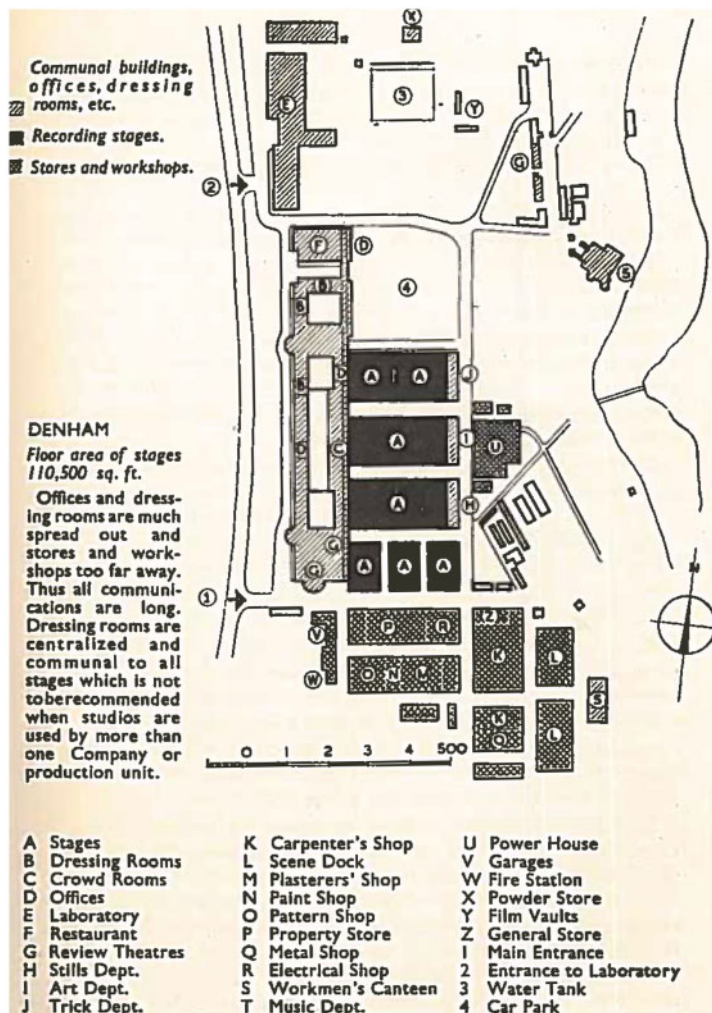 Communal buildings,
offices, dressing
rooms, etc.
Recording stages.
Stores and workshops.
X
E
3
Y
G
2
F
D
5
4
B
B
D
A A
J
B
A
I
D
C
U
A
H
G
G
A A A
1
N
DENHAM
Floor area of stages
110,500 sq. ft.
Offices and dress-
ing rooms are much
spread out and
stores and work-
shops too far away.
Thus all communi-
cations are long.
Dressing rooms are
centralized and
communal to all
stages which is not
toberecommended
when studios are
used by more than
one Company or
production unit.
V
P R
Z
K
L
W
O N M
S
K
Q
L
0 1 2 3 4 500
A Stages
B Dressing Rooms
C Crowd Rooms
D Offices
E Laboratory
F Restaurant
G Review Theatres
H Stills Dept.
I Art Dept.
J Trick Dept.
K Carpenter's Shop
L Scene Dock
M Plasterers' Shop
N Paint Shop
O Pattern Shop
P Property Store
Q Metal Shop
R Electrical Shop
S Workmen's Canteen
T Music Dept.
U Power House
V Garages
W Fire Station
X Powder Store
Y Film Vaults
Z General Store
1 Main Entrance
2 Entrance to Laboratory
3 Water Tank
4 Car Park